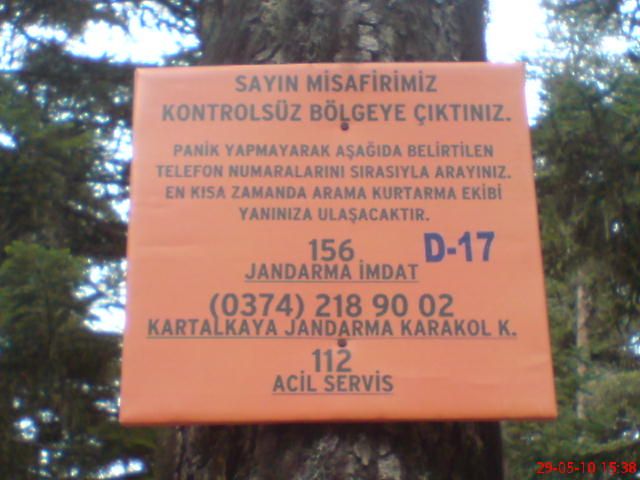 SAYIN MİSAFİRİMİZ
KONTROLSÜZ BÖLGEYE ÇIKTINIZ.
PANİK YAPMAYARAK AŞAĞIDA BELİRTİLEN
TELEFON NUMARALARINI SIRASIYLA ARAYINIZ.
EN KISA ZAMANDA ARAMA KURTARMA EKİBİ
YANINIZA ULAŞACAKTIR.
156 D-17
JANDARMA İMDAT
(0374) 218 90 02
KARTALKAYA JANDARMA KARAKOL K.
112
ACİL SERVİS
29-05-10 15:38